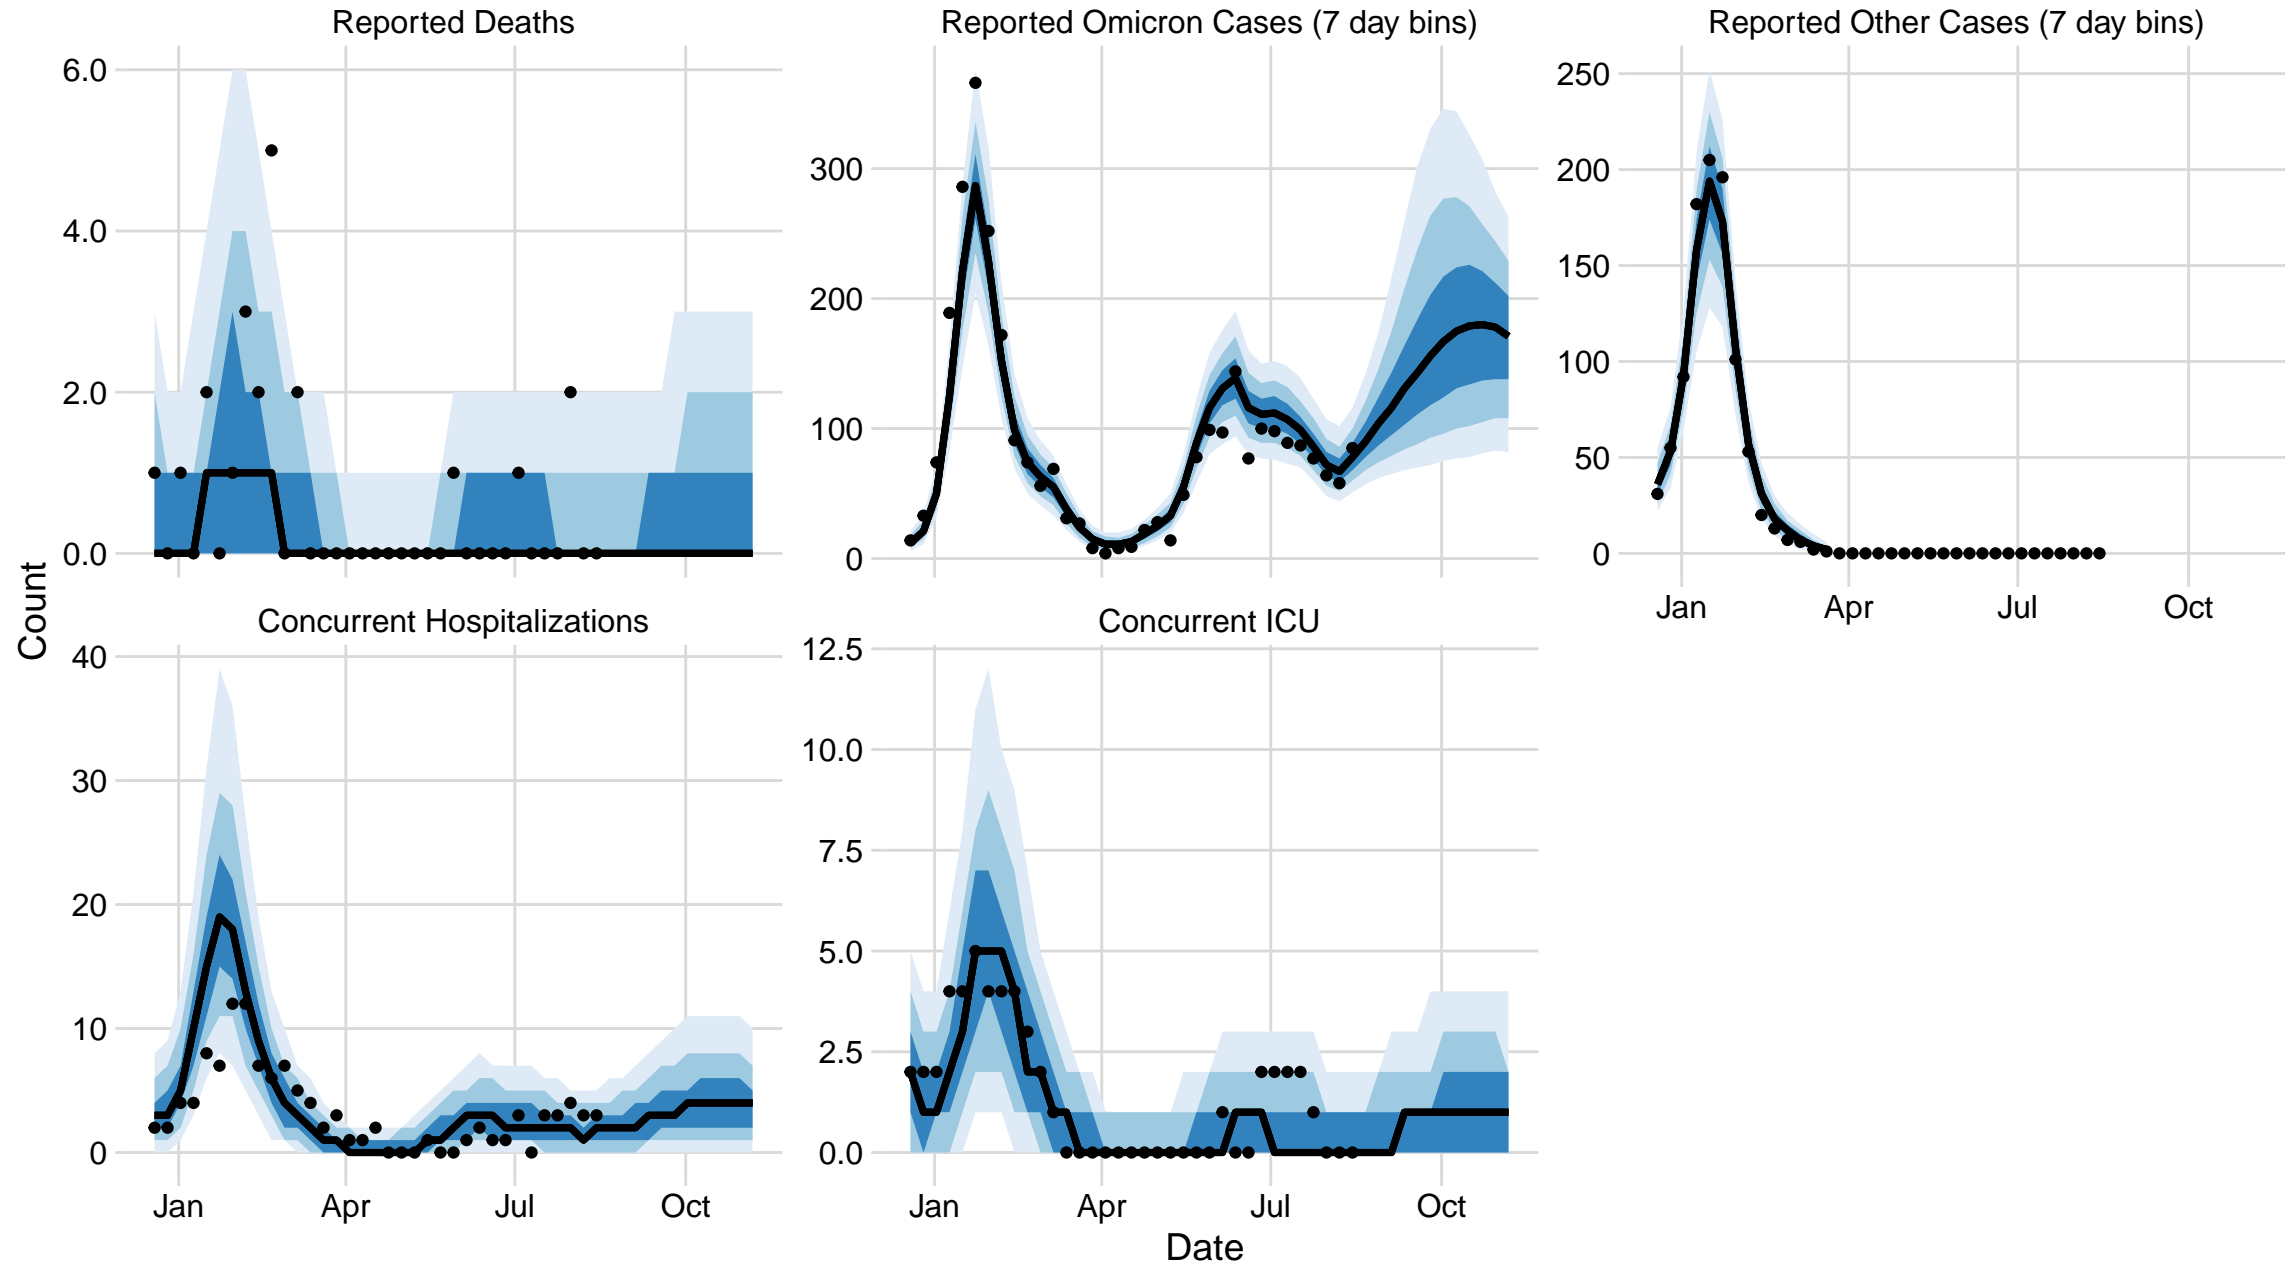 Reported Deaths
Reported Omicron Cases (7 day bins)
Reported Other Cases (7 day bins)
6.0
4.0
2.0
0.0
300
200
100
0
250
200
150
100
50
0
Jan Apr Jul Oct
Count
Concurrent Hospitalizations
Concurrent ICU
40
30
20
10
0
12.5
10.0
7.5
5.0
2.5
0.0
Jan Apr Jul Oct
Jan Apr Jul Oct
Date